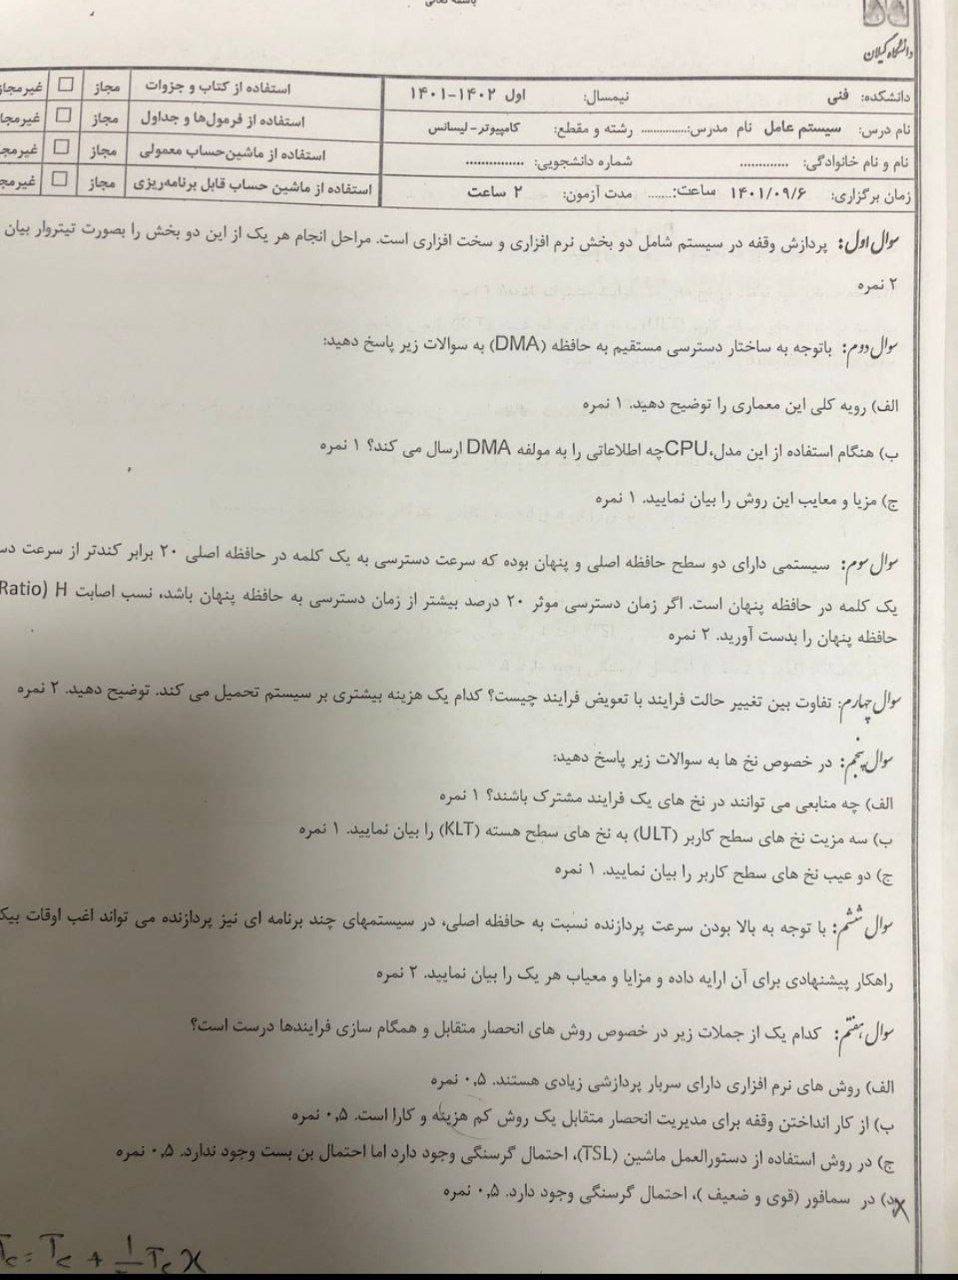 باسمه تعالی
دانشگاه گیلان
دانشکده: فنی نیمسال: اول ۱۴۰۲-۱۴۰۱
نام درس: سیستم عامل نام مدرس:............... رشته و مقطع: کامپیوتر- لیسانس
نام و نام خانوادگی: ............. شماره دانشجویی: ...............
زمان برگزاری: ۱۴۰۱/۰۹/۶ ساعت:...... مدت آزمون: ۲ ساعت
استفاده از کتاب و جزوات مجاز □ غیرمجاز
استفاده از فرمول‌ها و جداول مجاز □ غیرمجا
استفاده از ماشین‌حساب معمولی مجاز □ غیرمج
استفاده از ماشین حساب قابل برنامه‌ریزی مجاز □ غیرمج
سوال اول: پردازش وقفه در سیستم شامل دو بخش نرم افزاری و سخت افزاری است. مراحل انجام هر یک از این دو بخش را بصورت تیتروار بیان
۲ نمره
سوال دوم: باتوجه به ساختار دسترسی مستقیم به حافظه (DMA) به سوالات زیر پاسخ دهید:
الف) رویه کلی این معماری را توضیح دهید. ۱ نمره
ب) هنگام استفاده از این مدل،CPUچه اطلاعاتی را به مولفه DMA ارسال می کند؟ ۱ نمره
ج) مزیا و معایب این روش را بیان نمایید. ۱ نمره
سوال سوم: سیستمی دارای دو سطح حافظه اصلی و پنهان بوده که سرعت دسترسی به یک کلمه در حافظه اصلی ۲۰ برابر کندتر از سرعت دس
یک کلمه در حافظه پنهان است. اگر زمان دسترسی موثر ۲۰ درصد بیشتر از زمان دسترسی به حافظه پنهان باشد، نسب اصابت H (Ratio
حافظه پنهان را بدست آورید. ۲ نمره
سوال چهارم: تفاوت بین تغییر حالت فرایند با تعویض فرایند چیست؟ کدام یک هزینه بیشتری بر سیستم تحمیل می کند. توضیح دهید. ۲ نمره
سوال پنجم: در خصوص نخ ها به سوالات زیر پاسخ دهید:
الف) چه منابعی می توانند در نخ های یک فرایند مشترک باشند؟ ۱ نمره
ب) سه مزیت نخ های سطح کاربر (ULT) به نخ های سطح هسته (KLT) را بیان نمایید. ۱ نمره
ج) دو عیب نخ های سطح کاربر را بیان نمایید. ۱ نمره
سوال ششم: با توجه به بالا بودن سرعت پردازنده نسبت به حافظه اصلی، در سیستمهای چند برنامه ای نیز پردازنده می تواند اغب اوقات بیک
راهکار پیشنهادی برای آن ارایه داده و مزایا و معیاب هر یک را بیان نمایید. ۲ نمره
سوال هفتم: کدام یک از جملات زیر در خصوص روش های انحصار متقابل و همگام سازی فرایندها درست است؟
الف) روش های نرم افزاری دارای سربار پردازشی زیادی هستند. ۰,۵ نمره
ب) از کار انداختن وقفه برای مدیریت انحصار متقابل یک روش کم هزینه و کارا است. ۰,۵ نمره
ج) در روش استفاده از دستورالعمل ماشین (TSL)، احتمال گرسنگی وجود دارد اما احتمال بن بست وجود ندارد. ۰,۵ نمره
د) در سمافور (قوی و ضعیف )، احتمال گرسنگی وجود دارد. ۰,۵ نمره